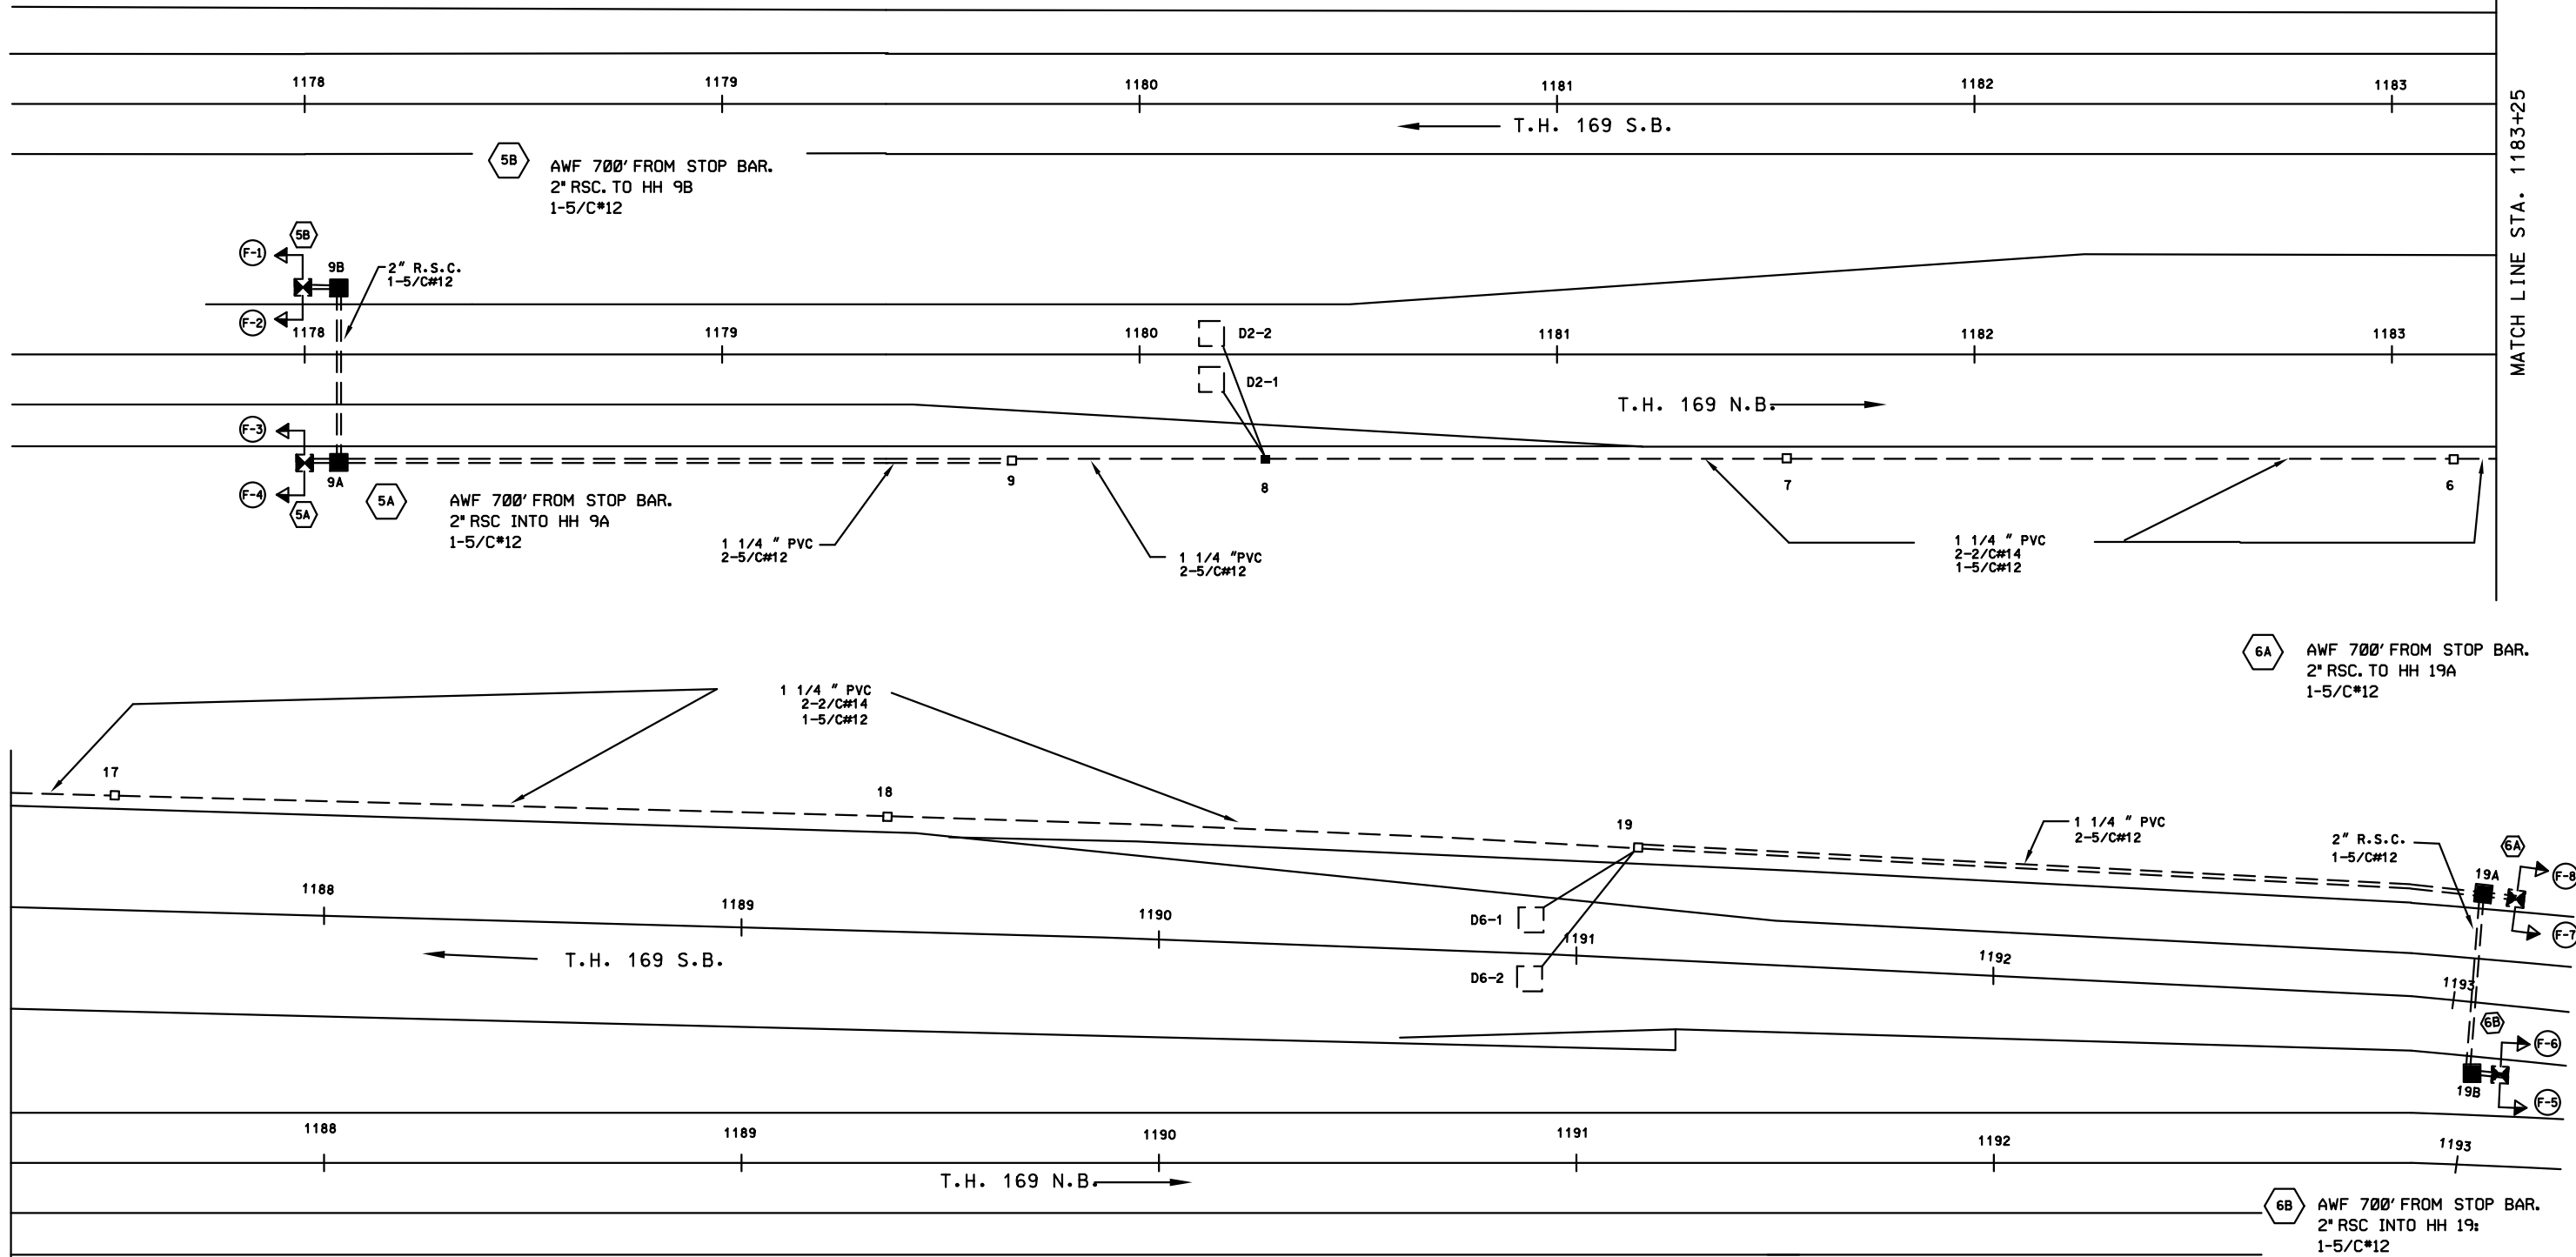 1178
1179
1180
1181
1182
1183
T.H. 169 S.B.
MATCH LINE STA. 1183+25
5B
AWF 700' FROM STOP BAR.
2" RSC. TO HH 9B
1-5/C#12
5B
F-1
9B
2" R.S.C.
1-5/C#12
F-2
1178
1179
1180
1181
1182
1183
D2-2
D2-1
T.H. 169 N.B.
F-3
9A
F-4
5A
5A
AWF 700' FROM STOP BAR.
2" RSC INTO HH 9A
1-5/C#12
9
8
7
6
1 1/4 " PVC
2-5/C#12
1 1/4 "PVC
2-5/C#12
1 1/4 " PVC
2-2/C#14
1-5/C#12
6A
AWF 700' FROM STOP BAR.
2" RSC. TO HH 19A
1-5/C#12
1 1/4 " PVC
2-2/C#14
1-5/C#12
17
18
19
1 1/4 " PVC
2-5/C#12
2" R.S.C.
1-5/C#12
6A
19A
F-8
F-7
1188
1189
1190
1191
1192
1193
D6-1
D6-2
T.H. 169 S.B.
6B
F-6
19B
F-5
1188
1189
1190
1191
1192
1193
T.H. 169 N.B.
6B
AWF 700' FROM STOP BAR.
2" RSC INTO HH 19:
1-5/C#12